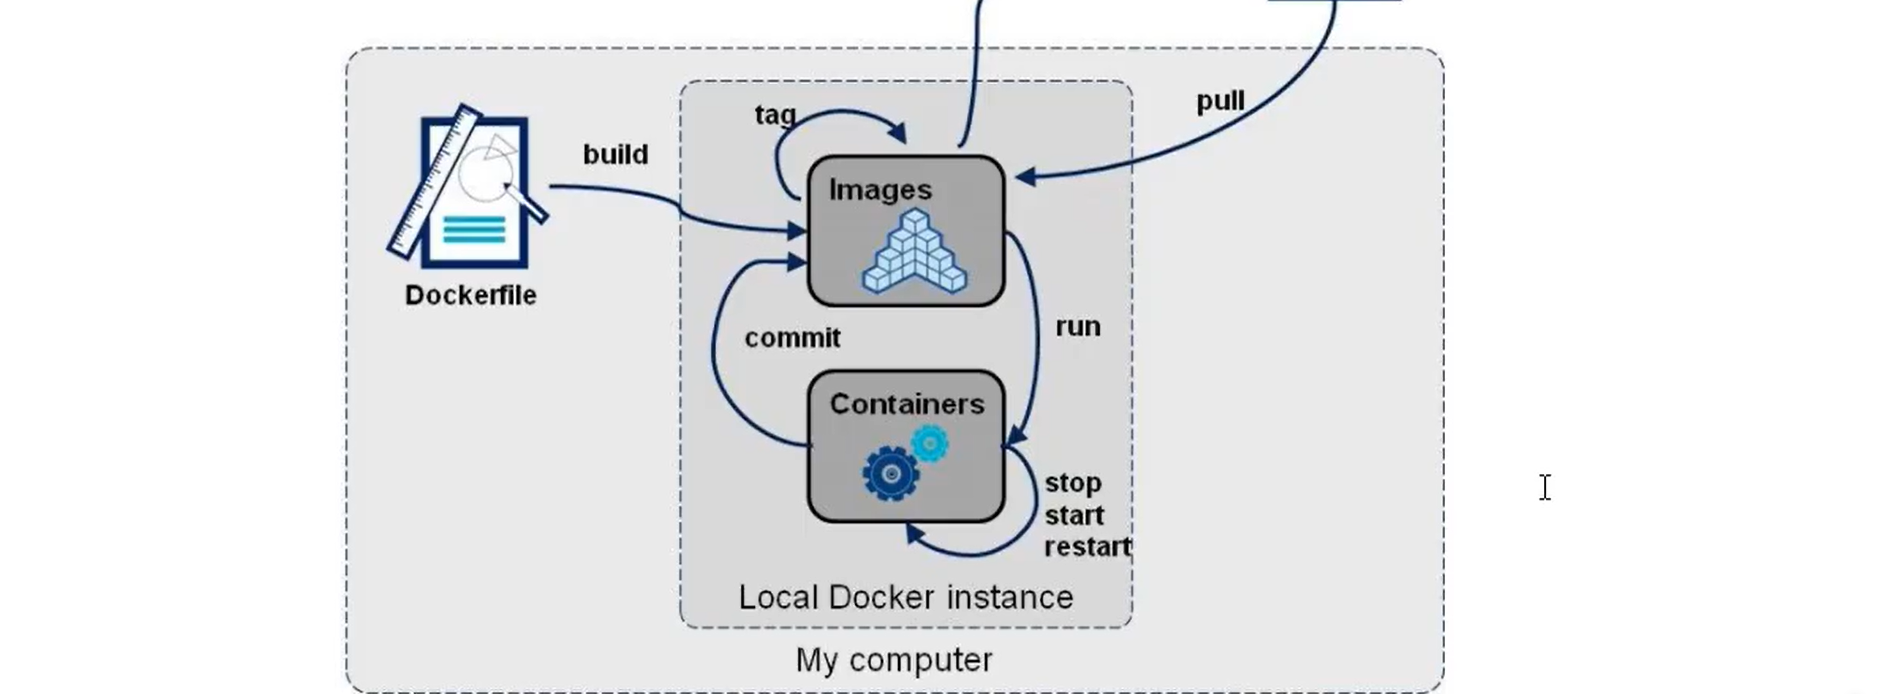 tag
pull
build
Images
Dockerfile
run
commit
Containers
stop
start
restart
Local Docker instance
My computer